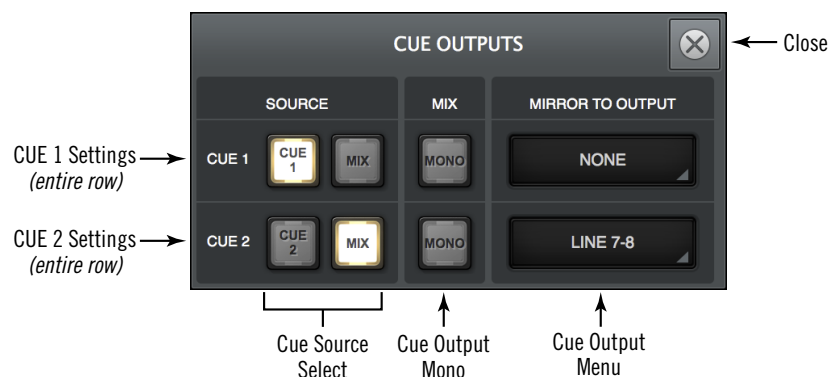 CUE OUTPUTS
Close
SOURCE
MIX
MIRROR TO OUTPUT
CUE 1 Settings
(entire row)
CUE 1
CUE
1
MIX
MONO
NONE
CUE 2 Settings
(entire row)
CUE 2
CUE
2
MIX
MONO
LINE 7-8
Cue Source
Select
Cue Output
Mono
Cue Output
Menu